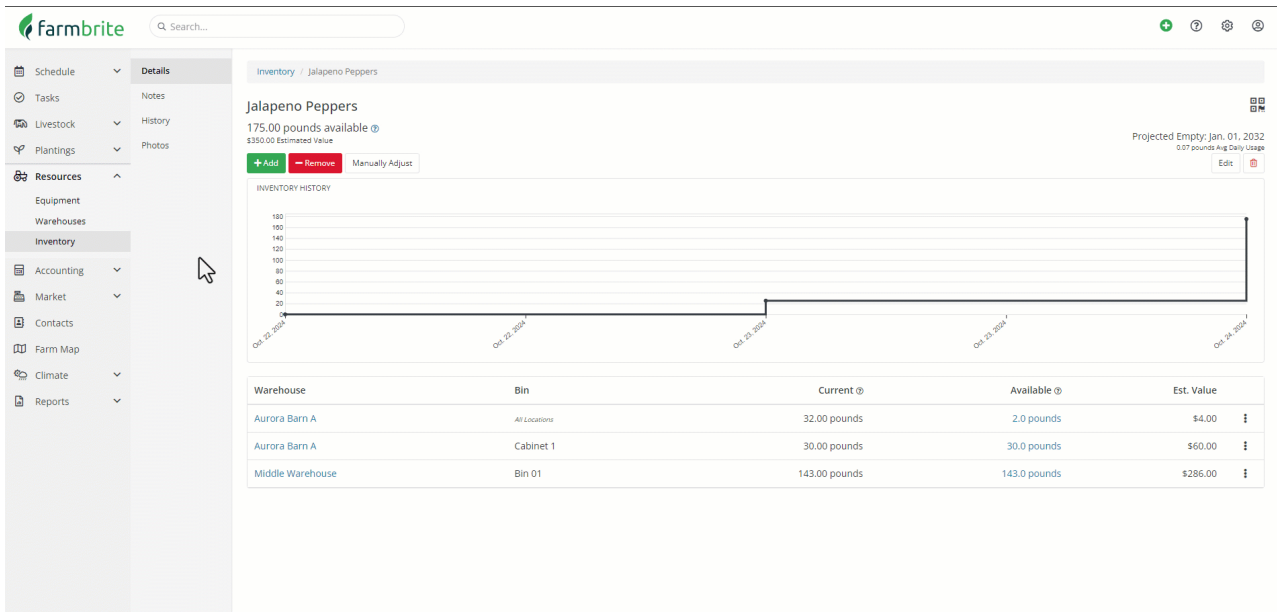 farmbrite
Search...
Schedule
Tasks
Livestock
Plantings
Resources
Equipment
Warehouses
Inventory
Accounting
Market
Contacts
Farm Map
Climate
Reports
Details
Notes
History
Photos
Inventory / Jalapeno Peppers
Jalapeno Peppers
175.00 pounds available
$350.00 Estimated Value
Projected Empty: Jan. 01, 2032
0.07 pounds Avg Daily Usage
+ Add − Remove Manually Adjust Edit
INVENTORY HISTORY
180
160
140
120
100
80
60
40
20
0
Oct. 22, 2024 Oct. 22, 2024 Oct. 23, 2024 Oct. 23, 2024 Oct. 24, 2024
Warehouse Bin Current Available Est. Value
Aurora Barn A All Locations 32.00 pounds 2.0 pounds $4.00
Aurora Barn A Cabinet 1 30.00 pounds 30.0 pounds $60.00
Middle Warehouse Bin 01 143.00 pounds 143.0 pounds $286.00